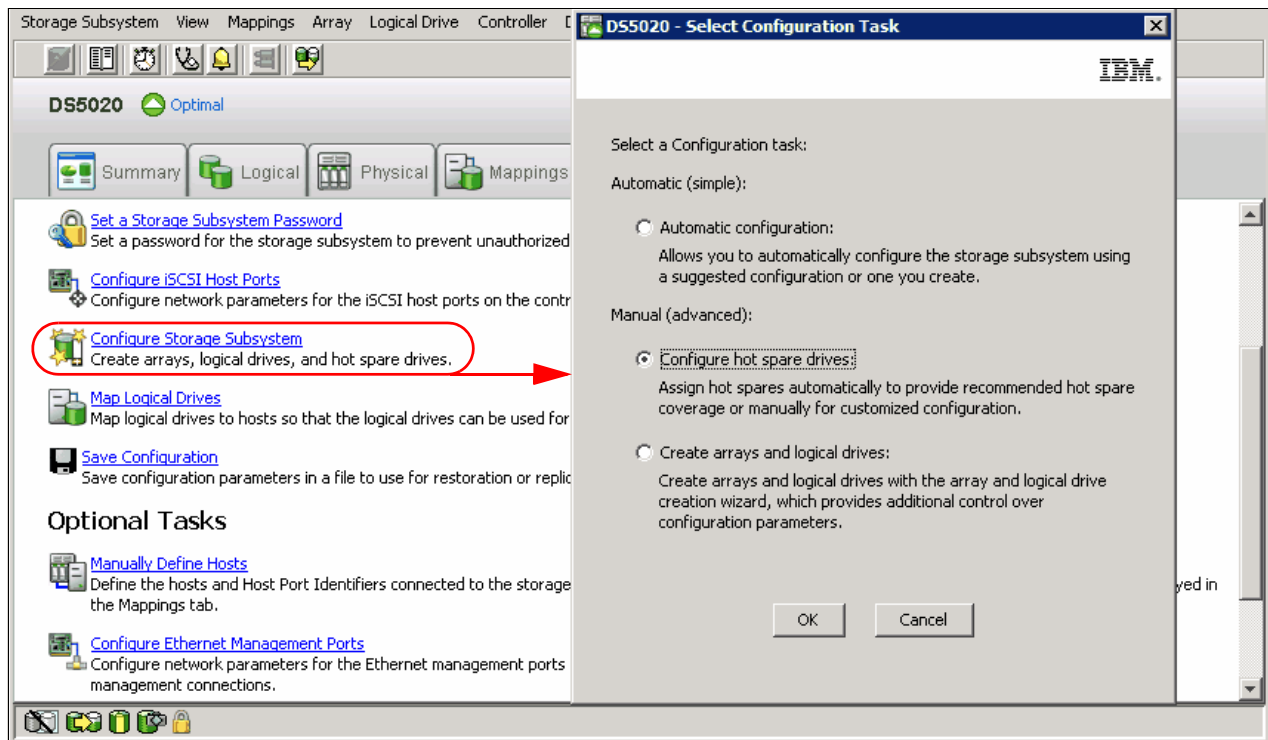 Storage Subsystem View Mappings Array Logical Drive Controller
DS5020 Optimal
Summary Logical Physical Mappings
Set a Storage Subsystem Password
Set a password for the storage subsystem to prevent unauthorized
Configure iSCSI Host Ports
Configure network parameters for the iSCSI host ports on the contr
Configure Storage Subsystem
Create arrays, logical drives, and hot spare drives.
Map Logical Drives
Map logical drives to hosts so that the logical drives can be used for
Save Configuration
Save configuration parameters in a file to use for restoration or replic
Optional Tasks
Manually Define Hosts
Define the hosts and Host Port Identifiers connected to the storage
yed in
the Mappings tab.
Configure Ethernet Management Ports
Configure network parameters for the Ethernet management ports
management connections.
DS5020 - Select Configuration Task
IBM.
Select a Configuration task:
Automatic (simple):
Automatic configuration:
Allows you to automatically configure the storage subsystem using
a suggested configuration or one you create.
Manual (advanced):
Configure hot spare drives:
Assign hot spares automatically to provide recommended hot spare
coverage or manually for customized configuration.
Create arrays and logical drives:
Create arrays and logical drives with the array and logical drive
creation wizard, which provides additional control over
configuration parameters.
OK Cancel